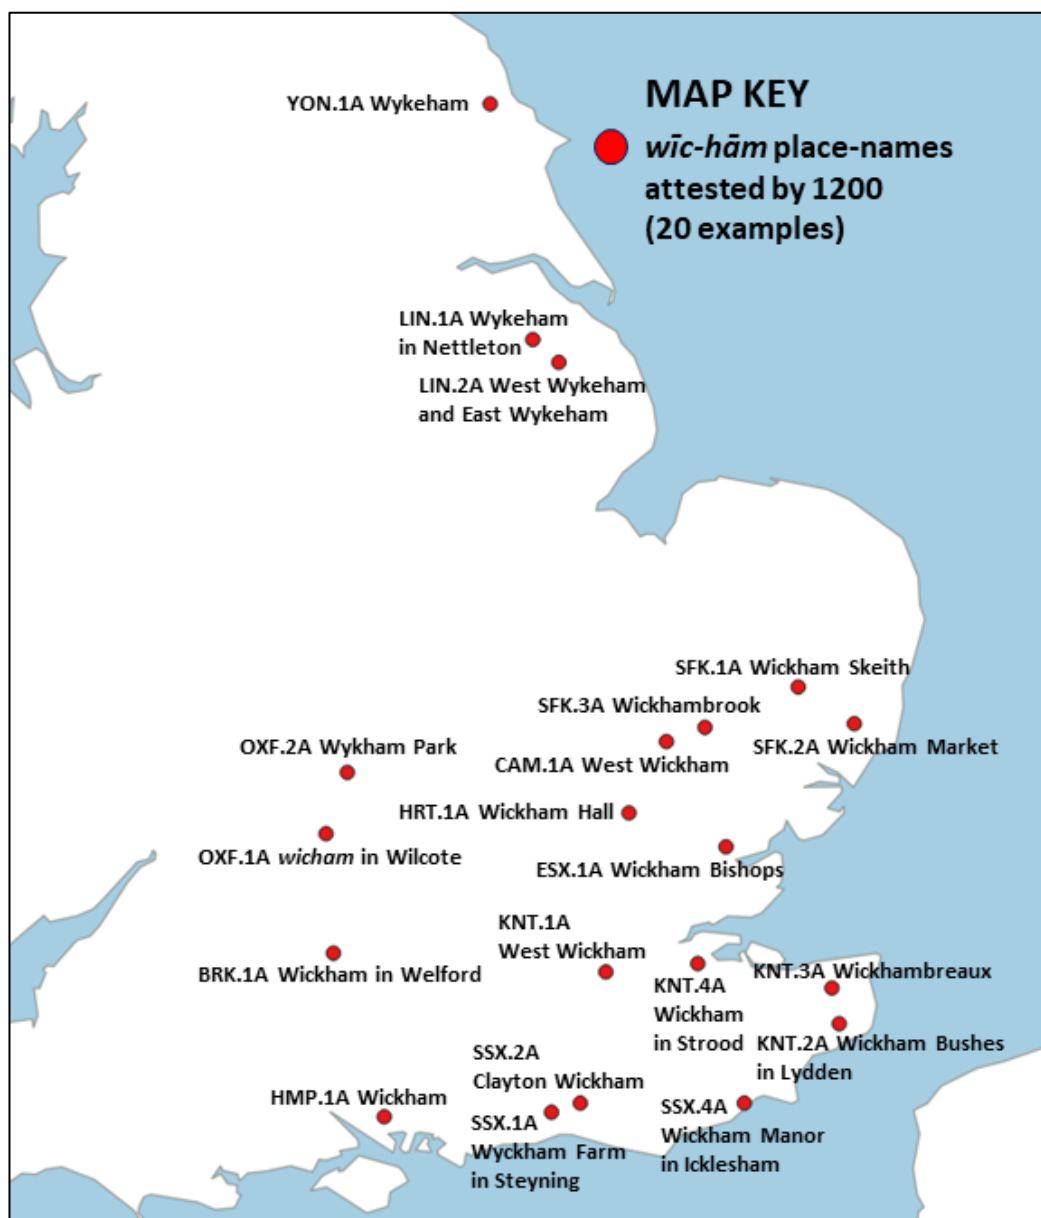 YON.1A Wykeham
MAP KEY
wīc-hām place-names
attested by 1200
(20 examples)
LIN.1A Wykeham
in Nettleton
LIN.2A West Wykeham
and East Wykeham
SFK.1A Wickham Skeith
SFK.3A Wickhambrook
SFK.2A Wickham Market
OXF.2A Wykham Park
CAM.1A West Wickham
HRT.1A Wickham Hall
OXF.1A wicham in Wilcote
ESX.1A Wickham Bishops
KNT.1A
West Wickham
BRK.1A Wickham in Welford
KNT.3A Wickhambreaux
KNT.4A
Wickham
in Strood
KNT.2A Wickham Bushes
in Lydden
SSX.2A
Clayton Wickham
HMP.1A Wickham
SSX.1A
Wyckham Farm
in Steyning
SSX.4A
Wickham Manor
in Icklesham